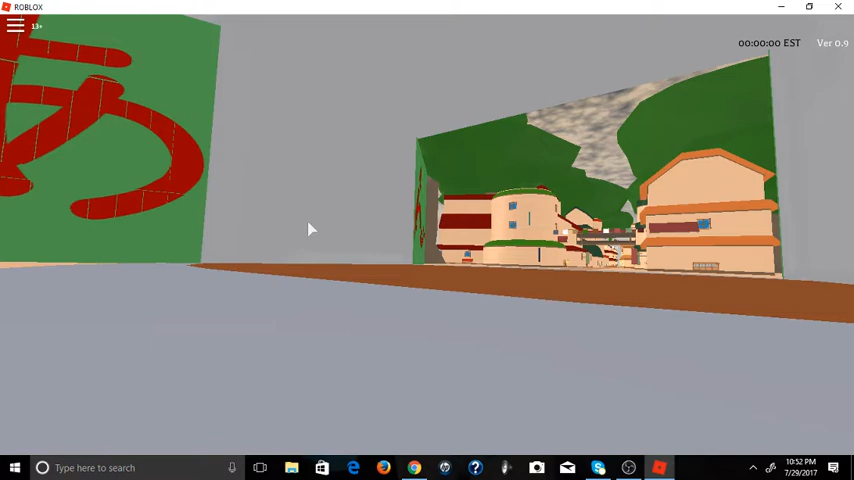 ROBLOX
13+
00:00:00 EST
Ver 0.9
あ
Type here to search
10:52 PM
7/29/2017